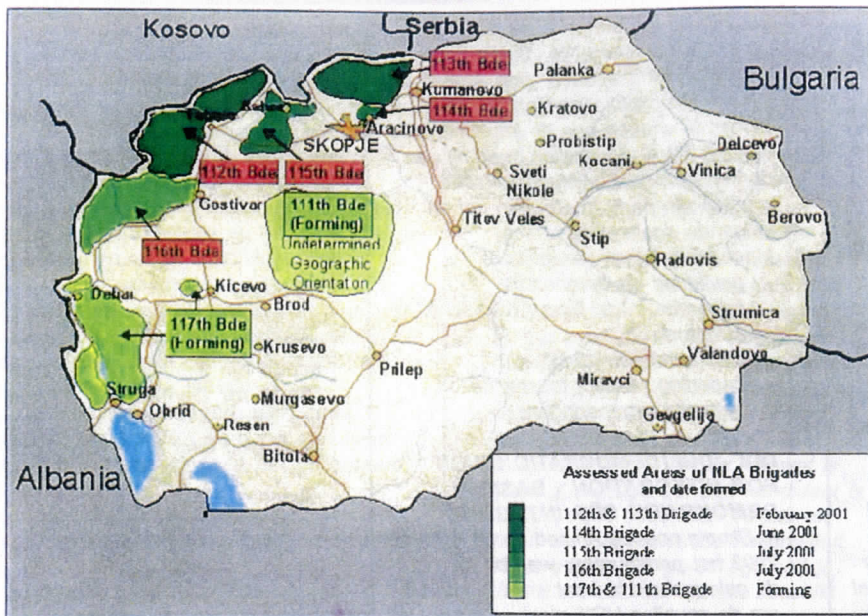 Kosovo
Serbia
Bulgaria
Albania
113th Bde
Palanka
Kumanovo
114th Bde
Kratovo
Aracinovo
SKOPJE
Probistip
Delcevo
Kocani
Vinica
Sveti
Nikole
112th Bde
115th Bde
Gostivar
111th Bde
(Forming)
Undetermined
Geographic
Orientation
Titov Veles
Berovo
Stip
116th Bde
Radovis
Debar
Kicevo
Brod
Strumica
117th Bde
(Forming)
Krusevo
Prilep
Valandovo
Miravci
Struga
Ohrid
Murgasevo
Resen
Gevgelija
Bitola
Assessed Areas of NLA Brigades
and date formed
112th & 113th Brigade February 2001
114th Brigade June 2001
115th Brigade July 2001
116th Brigade July 2001
117th & 111th Brigade Forming